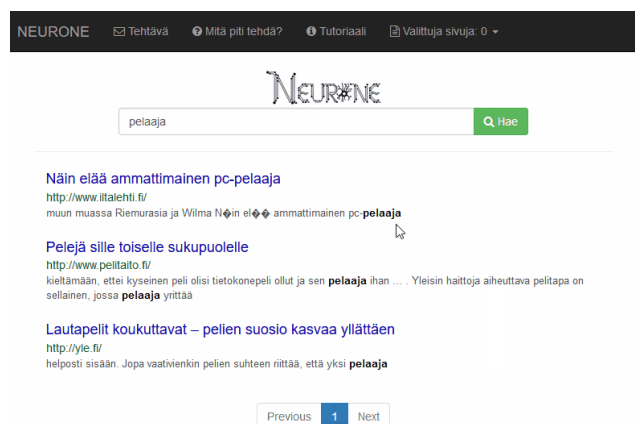 NEURONE Tehtävä Mitä piti tehdä? Tutoriaali Valittuja sivuja: 0
NEURONE
pelaaja Hae
Näin elää ammattimainen pc-pelaaja
http://www.iltalehti.fi/
muun muassa Riemurasia ja Wilma N�in el�� ammattimainen pc-pelaaja
Pelejä sille toiselle sukupuolelle
http://www.pelitaito.fi/
kieltämään, ettei kyseinen peli olisi tietokonepeli ollut ja sen pelaaja ihan ... . Yleisin haittoja aiheuttava pelitapa on
sellainen, jossa pelaaja yrittää
Lautapelit koukuttavat – pelien suosio kasvaa yllättäen
http://yle.fi/
helposti sisään. Jopa vaativienkin pelien suhteen riittää, että yksi pelaaja
Previous 1 Next